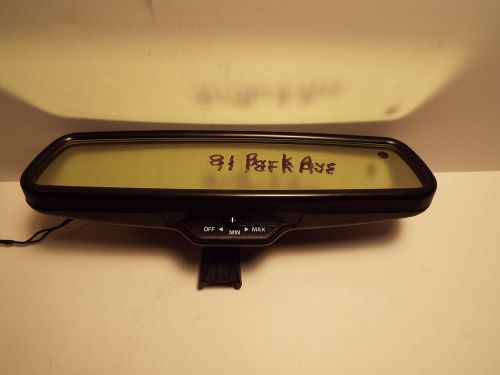 91 Park Ave
OFF ◄ MIN ► MAX